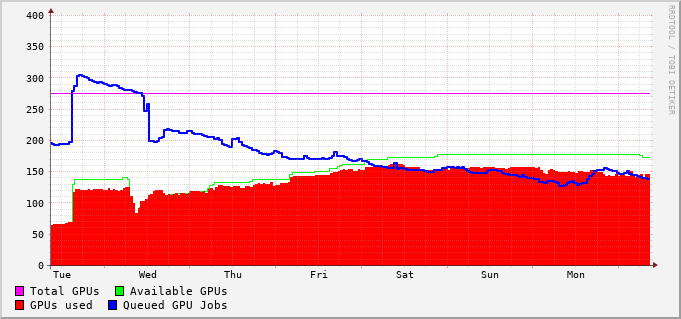 400
350
300
250
200
150
100
50
0
Tue Wed Thu Fri Sat Sun Mon
Total GPUs Available GPUs
GPUs used Queued GPU Jobs
RRDTOOL / TOBI OETIKER